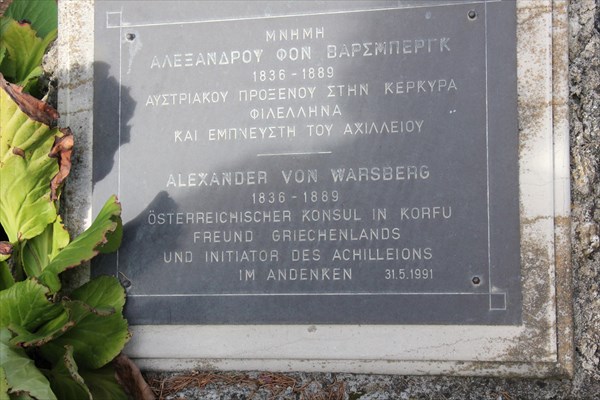 ΜΝΗΜΗ
ΑΛΕΞΑΝΔΡΟΥ ΦΟΝ ΒΑΡΣΜΠΕΡΓΚ
1836-1889
ΑΥΣΤΡΙΑΚΟΥ ΠΡΟΞΕΝΟΥ ΣΤΗΝ ΚΕΡΚΥΡΑ
ΦΙΛΕΛΛΗΝΑ
ΚΑΙ ΕΜΠΝΕΥΣΤΗ ΤΟΥ ΑΧΙΛΛΕΙΟΥ
ALEXANDER VON WARSBERG
1836-1889
ÖSTERREICHISCHER KONSUL IN KORFU
FREUND GRIECHENLANDS
UND INITIATOR DES ACHILLEIONS
IM ANDENKEN 31.5.1991